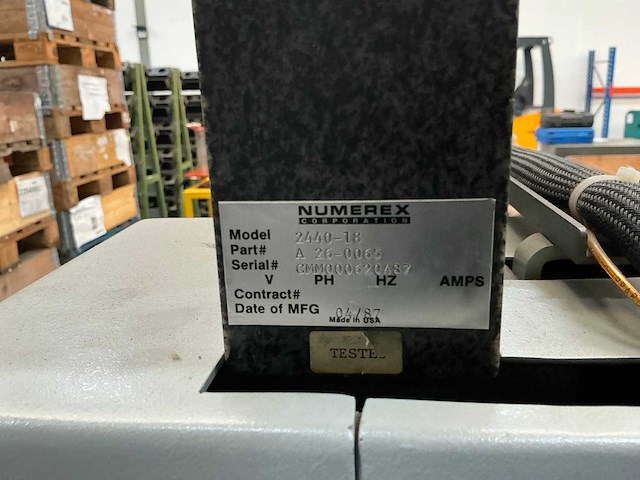 NUMEREX
CORPORATION
Model 2440-18
Part# A 26-0065
Serial# CMM000620487
V PH HZ AMPS
Contract#
Date of MFG 04/87
Made in USA
TESTED